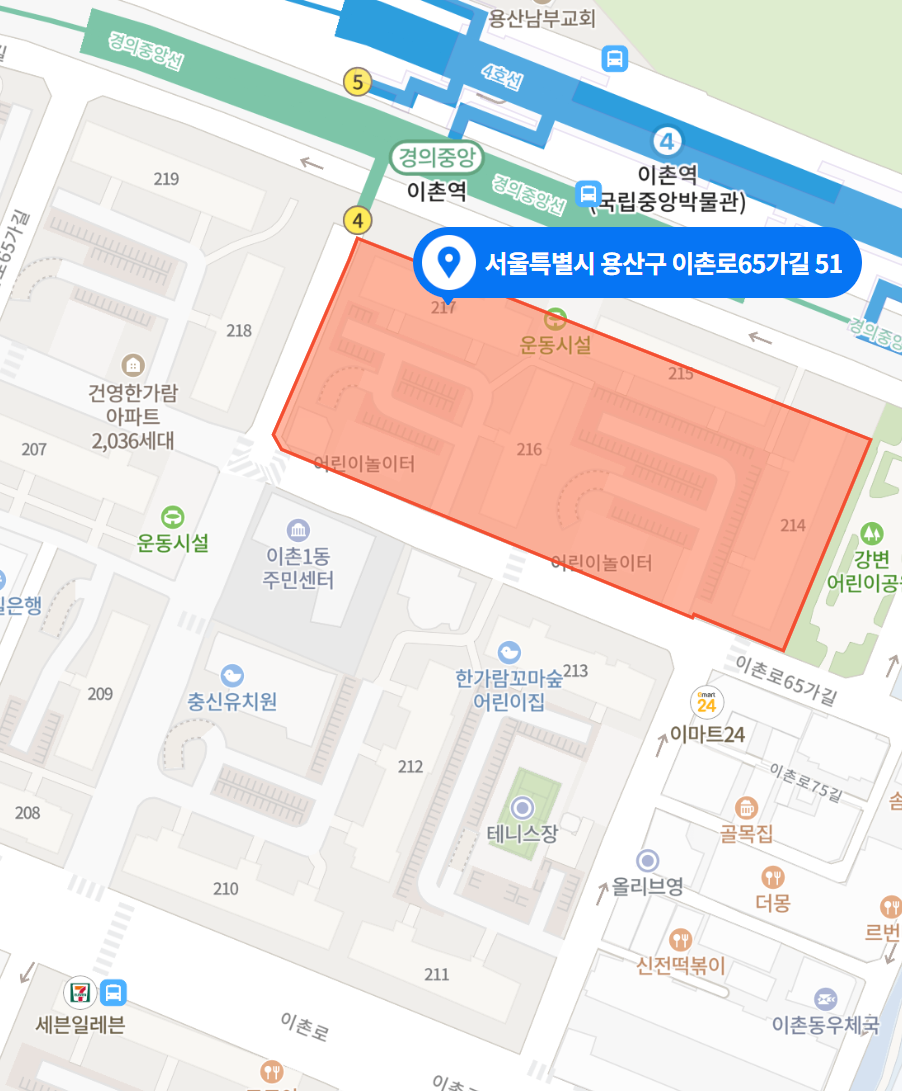 용산남부교회
경의중앙선
4호선
5
경의중앙
이촌역
4
이촌역
(국립중앙박물관)
경의중앙선
219
4
서울특별시 용산구 이촌로65가길 51
217
218
운동시설
215
경의중앙
건영한가람
아파트
2,036세대
207
어린이놀이터
216
214
운동시설
이촌1동
주민센터
어린이놀이터
강변
어린이공원
은행
한가람꼬마숲
어린이집
213
이촌로65가길
209
충신유치원
emart
24
이마트24
212
이촌로75길
208
테니스장
골목집
올리브영
더몽
210
르번
신전떡볶이
211
세븐일레븐
이촌로
이촌동우체국